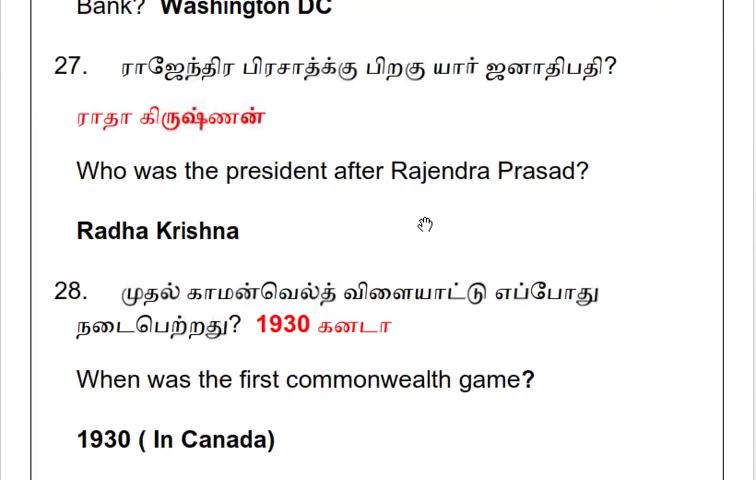 Bank? Washington DC
27. ராஜேந்திர பிரசாத்க்கு பிறகு யார் ஜனாதிபதி?
ராதா கிருஷ்ணன்
Who was the president after Rajendra Prasad?
Radha Krishna
28. முதல் காமன்வெல்த் விளையாட்டு எப்போது
நடைபெற்றது? 1930 கனடா
When was the first commonwealth game?
1930 ( In Canada)